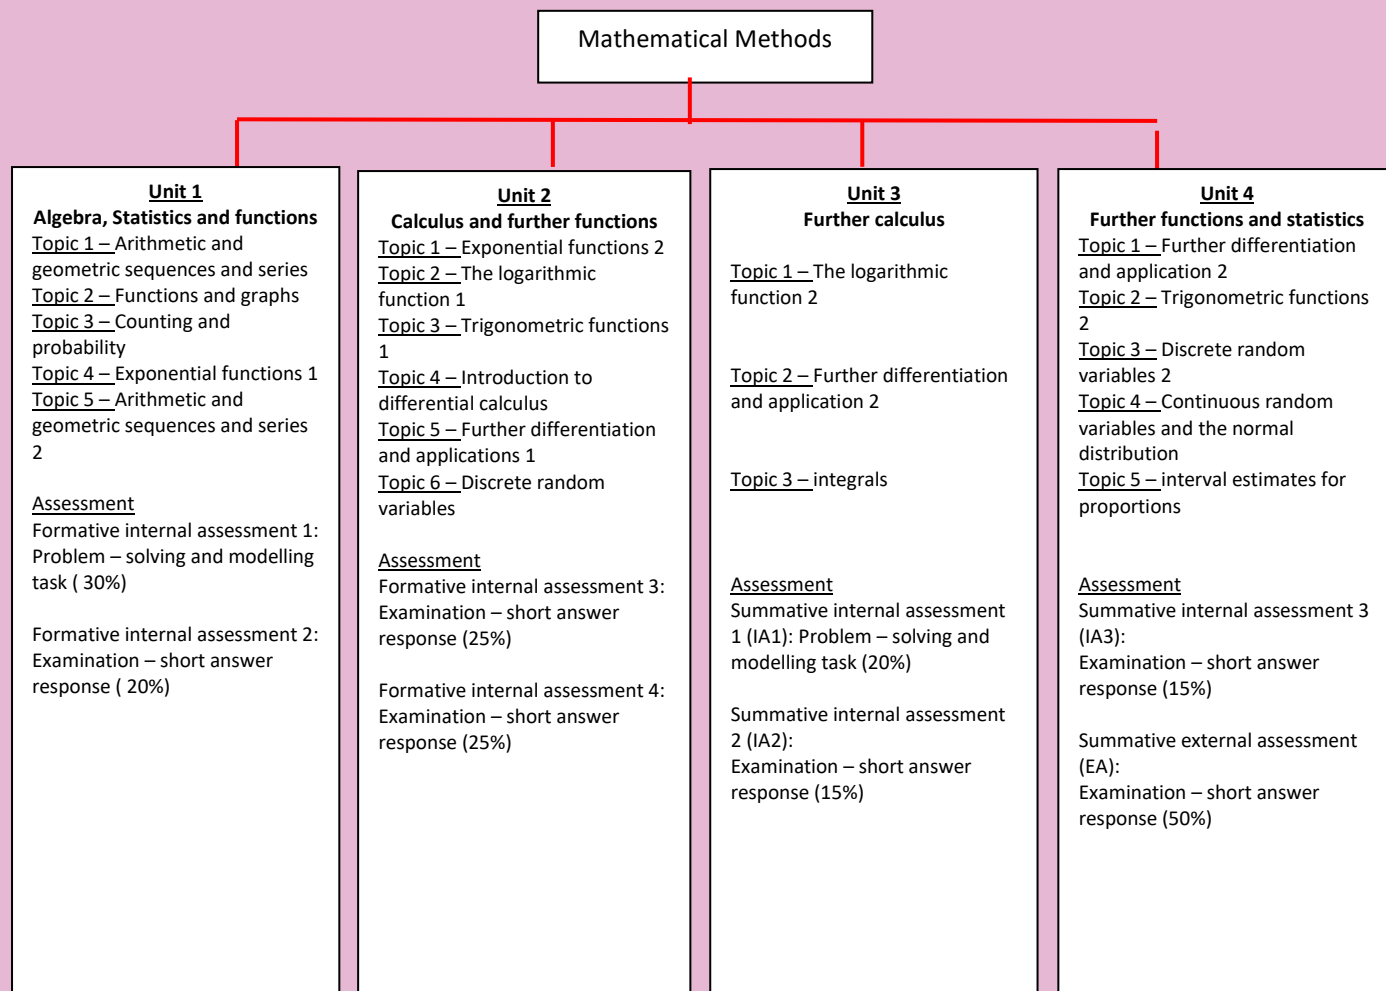 Mathematical Methods
Unit 1
Algebra, Statistics and functions
Topic 1 – Arithmetic and
geometric sequences and series
Topic 2 – Functions and graphs
Topic 3 – Counting and
probability
Topic 4 – Exponential functions 1
Topic 5 – Arithmetic and
geometric sequences and series
2
Assessment
Formative internal assessment 1:
Problem – solving and modelling
task ( 30%)
Formative internal assessment 2:
Examination – short answer
response ( 20%)
Unit 2
Calculus and further functions
Topic 1 – Exponential functions 2
Topic 2 – The logarithmic
function 1
Topic 3 – Trigonometric functions
1
Topic 4 – Introduction to
differential calculus
Topic 5 – Further differentiation
and applications 1
Topic 6 – Discrete random
variables
Assessment
Formative internal assessment 3:
Examination – short answer
response (25%)
Formative internal assessment 4:
Examination – short answer
response (25%)
Unit 3
Further calculus
Topic 1 – The logarithmic
function 2
Topic 2 – Further differentiation
and application 2
Topic 3 – integrals
Assessment
Summative internal assessment
1 (IA1): Problem – solving and
modelling task (20%)
Summative internal assessment
2 (IA2):
Examination – short answer
response (15%)
Unit 4
Further functions and statistics
Topic 1 – Further differentiation
and application 2
Topic 2 – Trigonometric functions
2
Topic 3 – Discrete random
variables 2
Topic 4 – Continuous random
variables and the normal
distribution
Topic 5 – interval estimates for
proportions
Assessment
Summative internal assessment 3
(IA3):
Examination – short answer
response (15%)
Summative external assessment
(EA):
Examination – short answer
response (50%)